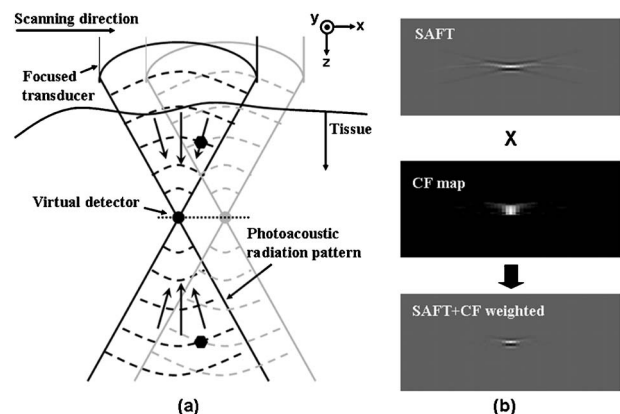 Scanning direction
y
x
z
Focused
transducer
Tissue
Virtual detector
Photoacoustic
radiation pattern
(a)
SAFT
X
CF map
SAFT+CF weighted
(b)